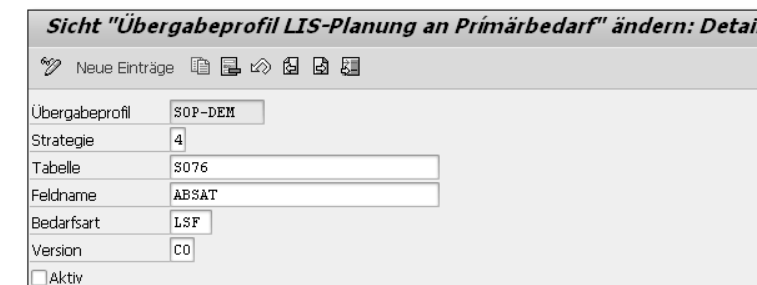 Sicht "Übergabeprofil LIS-Planung an Prímärbedarf" ändern: Detai
Neue Einträge
Übergabeprofil SOP-DEM
Strategie 4
Tabelle S076
Feldname ABSAT
Bedarfsart LSF
Version C0
Aktiv